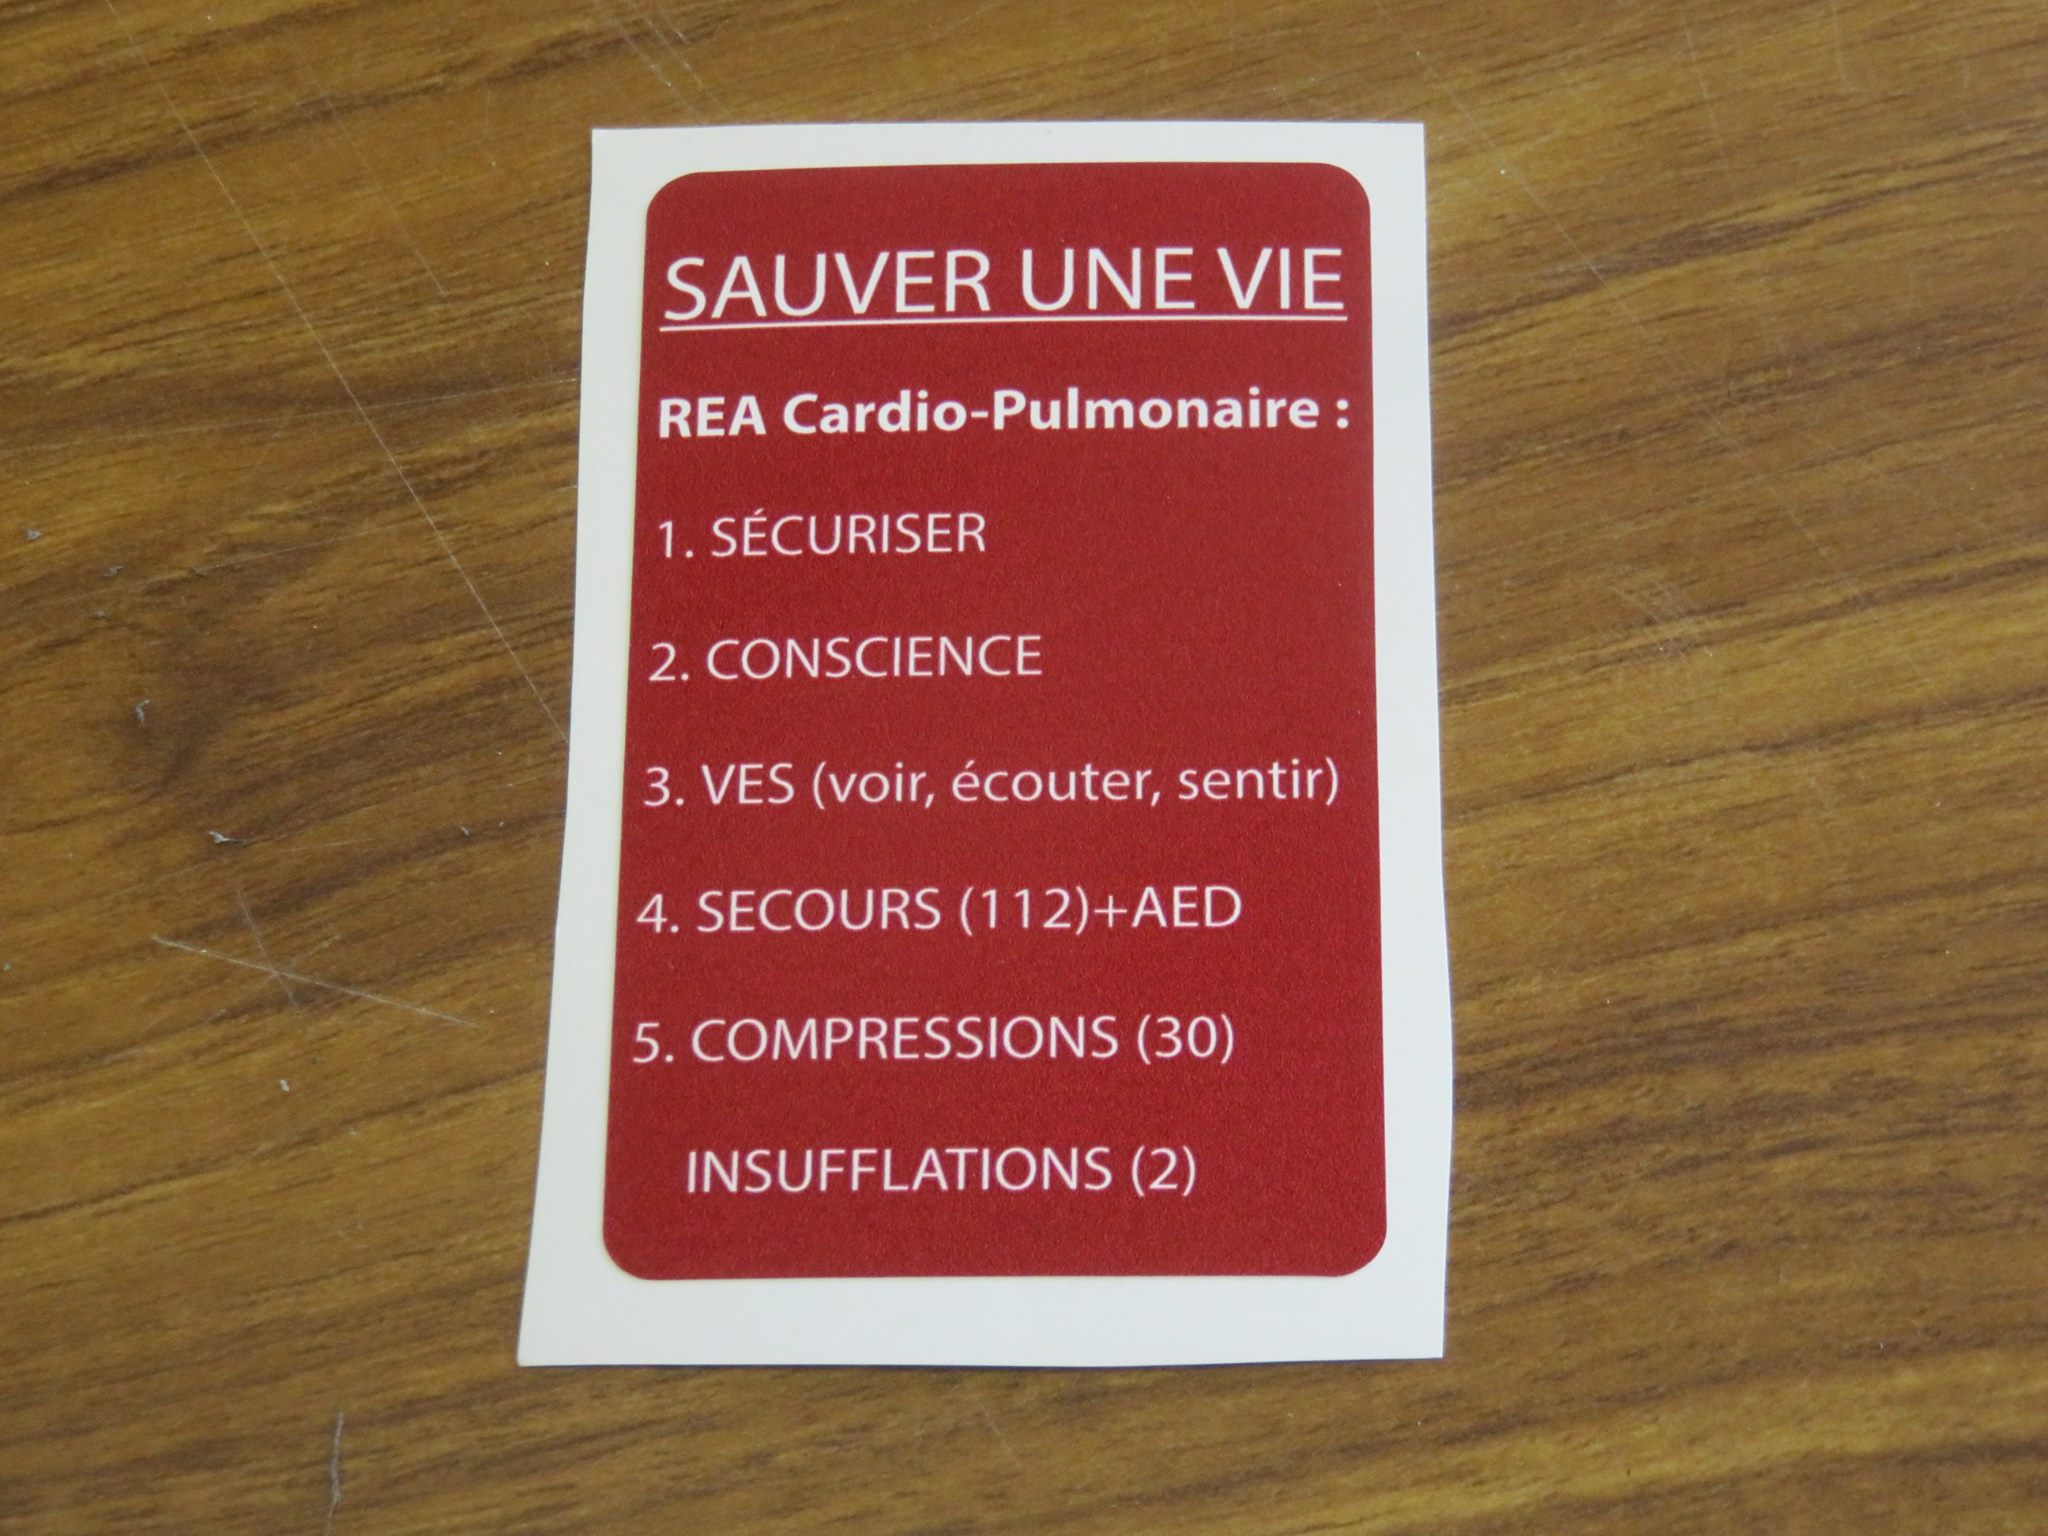 SAUVER UNE VIE
REA Cardio-Pulmonaire :
1. SÉCURISER
2. CONSCIENCE
3. VES (voir, écouter, sentir)
4. SECOURS (112)+AED
5. COMPRESSIONS (30)
INSUFFLATIONS (2)